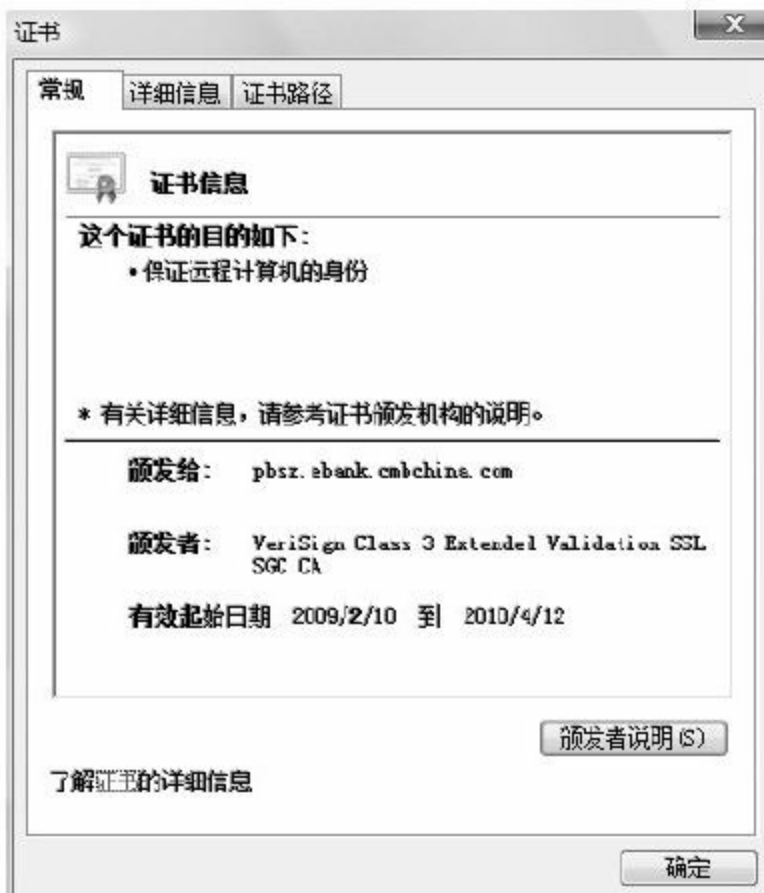 证书
常规 详细信息 证书路径
证书信息
这个证书的目的如下:
•保证远程计算机的身份
* 有关详细信息，请参考证书颁发机构的说明。
颁发给: pbsz.ebank.cmbchina.com
颁发者: VeriSign Class 3 Extended Validation SSL
SGC CA
有效起始日期 2009/2/10 到 2010/4/12
颁发者说明(S)
了解证书的详细信息
确定